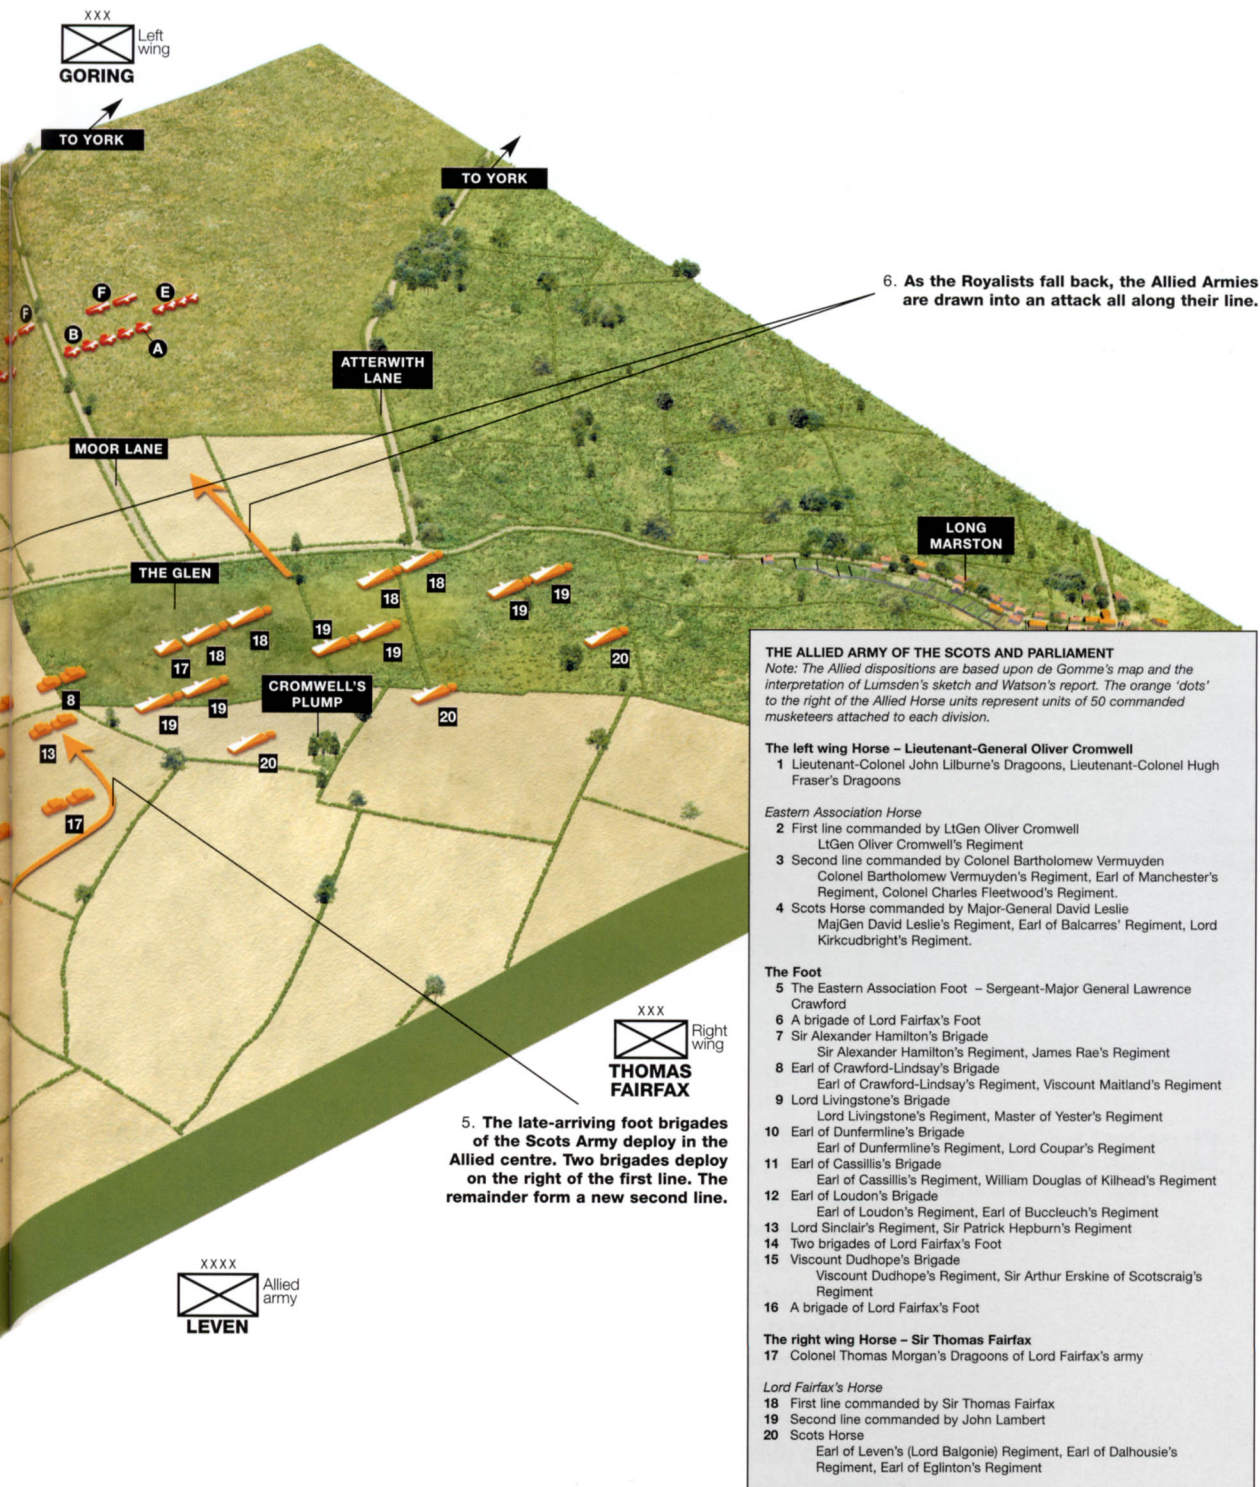 XXX
Left
wing
GORING
TO YORK
TO YORK
6. As the Royalists fall back, the Allied Armies
are drawn into an attack all along their line.
F
E
F
B
A
ATTERWITH
LANE
MOOR LANE
LONG
MARSTON
THE GLEN
18
18
19
19
18
19
18
17
19
20
8
CROMWELL'S
PLUMP
19
19
20
13
20
17
XXX
Right
wing
THOMAS
FAIRFAX
5. The late-arriving foot brigades
of the Scots Army deploy in the
Allied centre. Two brigades deploy
on the right of the first line. The
remainder form a new second line.
XXXX
Allied
army
LEVEN
THE ALLIED ARMY OF THE SCOTS AND PARLIAMENT
Note: The Allied dispositions are based upon de Gomme's map and the
interpretation of Lumsden's sketch and Watson's report. The orange 'dots'
to the right of the Allied Horse units represent units of 50 commanded
musketeers attached to each division.
The left wing Horse – Lieutenant-General Oliver Cromwell
1 Lieutenant-Colonel John Lilburne's Dragoons, Lieutenant-Colonel Hugh
Fraser's Dragoons
Eastern Association Horse
2 First line commanded by LtGen Oliver Cromwell
LtGen Oliver Cromwell's Regiment
3 Second line commanded by Colonel Bartholomew Vermuyden
Colonel Bartholomew Vermuyden's Regiment, Earl of Manchester's
Regiment, Colonel Charles Fleetwood's Regiment.
4 Scots Horse commanded by Major-General David Leslie
MajGen David Leslie's Regiment, Earl of Balcarres' Regiment, Lord
Kirkcudbright's Regiment.
The Foot
5 The Eastern Association Foot – Sergeant-Major General Lawrence
Crawford
6 A brigade of Lord Fairfax's Foot
7 Sir Alexander Hamilton's Brigade
Sir Alexander Hamilton's Regiment, James Rae's Regiment
8 Earl of Crawford-Lindsay's Brigade
Earl of Crawford-Lindsay's Regiment, Viscount Maitland's Regiment
9 Lord Livingstone's Brigade
Lord Livingstone's Regiment, Master of Yester's Regiment
10 Earl of Dunfermline's Brigade
Earl of Dunfermline's Regiment, Lord Coupar's Regiment
11 Earl of Cassillis's Brigade
Earl of Cassillis's Regiment, William Douglas of Kilhead's Regiment
12 Earl of Loudon's Brigade
Earl of Loudon's Regiment, Earl of Buccleuch's Regiment
13 Lord Sinclair's Regiment, Sir Patrick Hepburn's Regiment
14 Two brigades of Lord Fairfax's Foot
15 Viscount Dudhope's Brigade
Viscount Dudhope's Regiment, Sir Arthur Erskine of Scotscraig's
Regiment
16 A brigade of Lord Fairfax's Foot
The right wing Horse – Sir Thomas Fairfax
17 Colonel Thomas Morgan's Dragoons of Lord Fairfax's army
Lord Fairfax's Horse
18 First line commanded by Sir Thomas Fairfax
19 Second line commanded by John Lambert
20 Scots Horse
Earl of Leven's (Lord Balgonie) Regiment, Earl of Dalhousie's
Regiment, Earl of Eglinton's Regiment